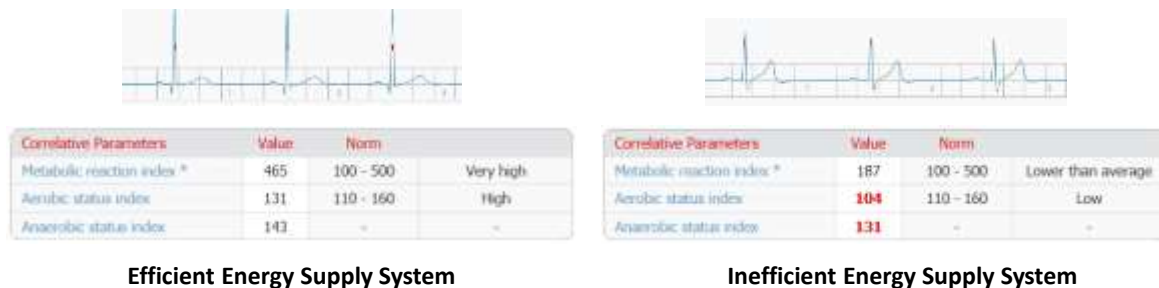 Correlative Parameters Value Norm
Metabolic reaction index * 465 100 - 500 Very high
Aerobic status index 131 110 - 160 High
Anaerobic status index 143 - -
Efficient Energy Supply System
Correlative Parameters Value Norm
Metabolic reaction index * 187 100 - 500 Lower than average
Aerobic status index 104 110 - 160 Low
Anaerobic status index 131 - -
Inefficient Energy Supply System